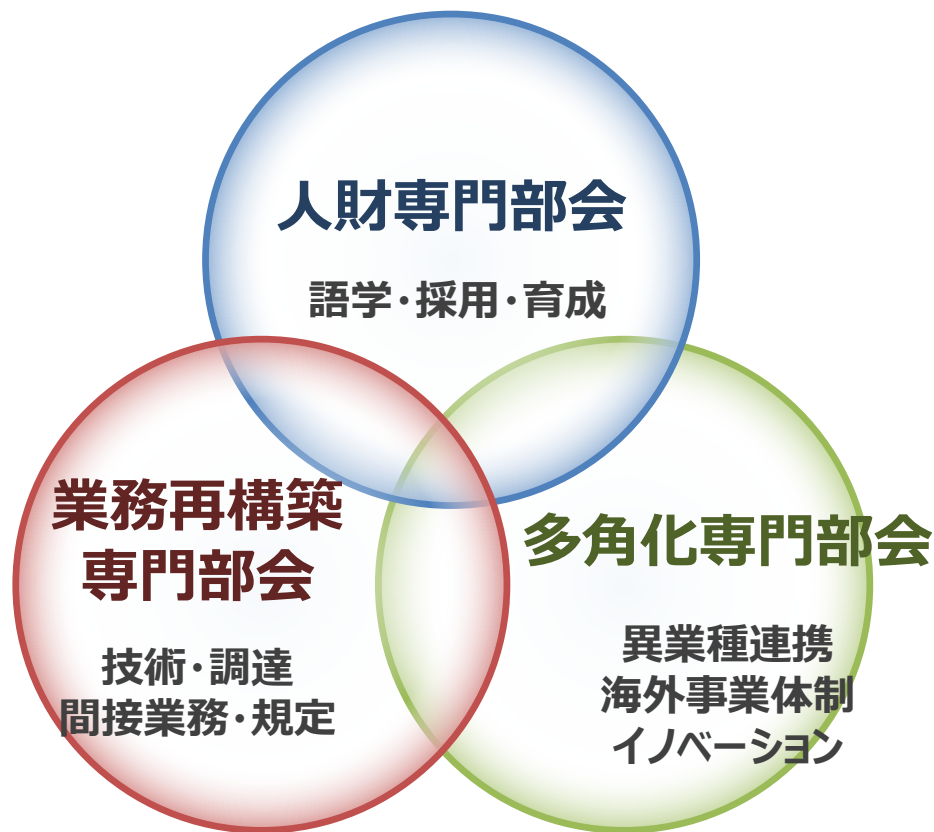 人財専門部会
語学・採用・育成
業務再構築
専門部会
技術・調達
間接業務・規定
多角化専門部会
異業種連携
海外事業体制
イノベーション